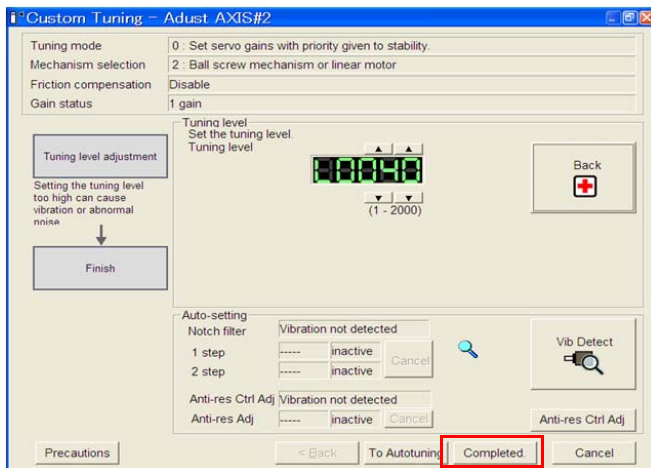 Custom Tuning - Adust AXIS#2
Tuning mode 0 : Set servo gains with priority given to stability.
Mechanism selection 2 : Ball screw mechanism or linear motor
Friction compensation Disable
Gain status 1 gain
Tuning level adjustment
Setting the tuning level
too high can cause
vibration or abnormal
noise
Finish
Tuning level
Set the tuning level.
Tuning level
(1 - 2000)
Back
Auto-setting
Notch filter Vibration not detected
1 step ----- inactive
2 step ----- inactive
Cancel
Anti-res Ctrl Adj Vibration not detected
Anti-res Adj ----- inactive Cancel
Vib Detect
Anti-res Ctrl Adj
Precautions < Back To Autotuning Completed. Cancel